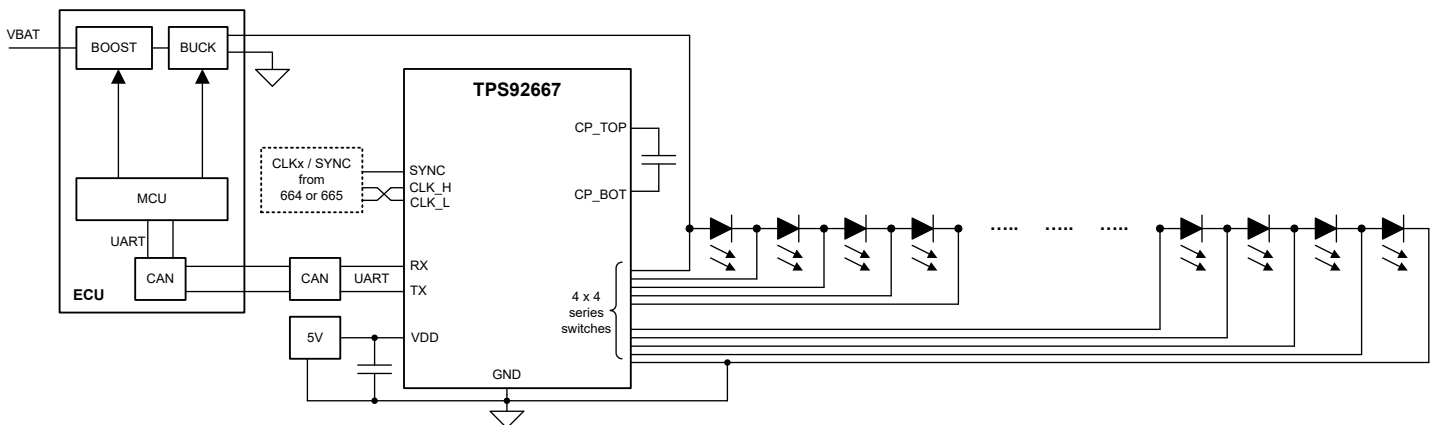 VBAT
BOOST
BUCK
MCU
UART
CAN
ECU
CAN
UART
CLKx / SYNC
from
664 or 665
5V
TPS92667
SYNC
CLK_H
CLK_L
RX
TX
VDD
GND
CP_TOP
CP_BOT
4 x 4
series
switches
..... ..... .....